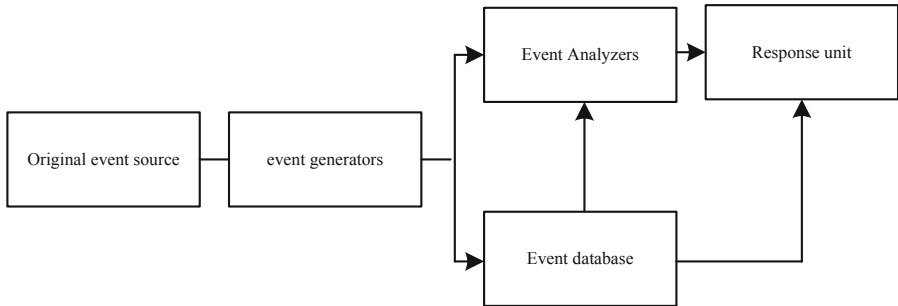 Event Analyzers
Response unit
Original event source
event generators
Event database